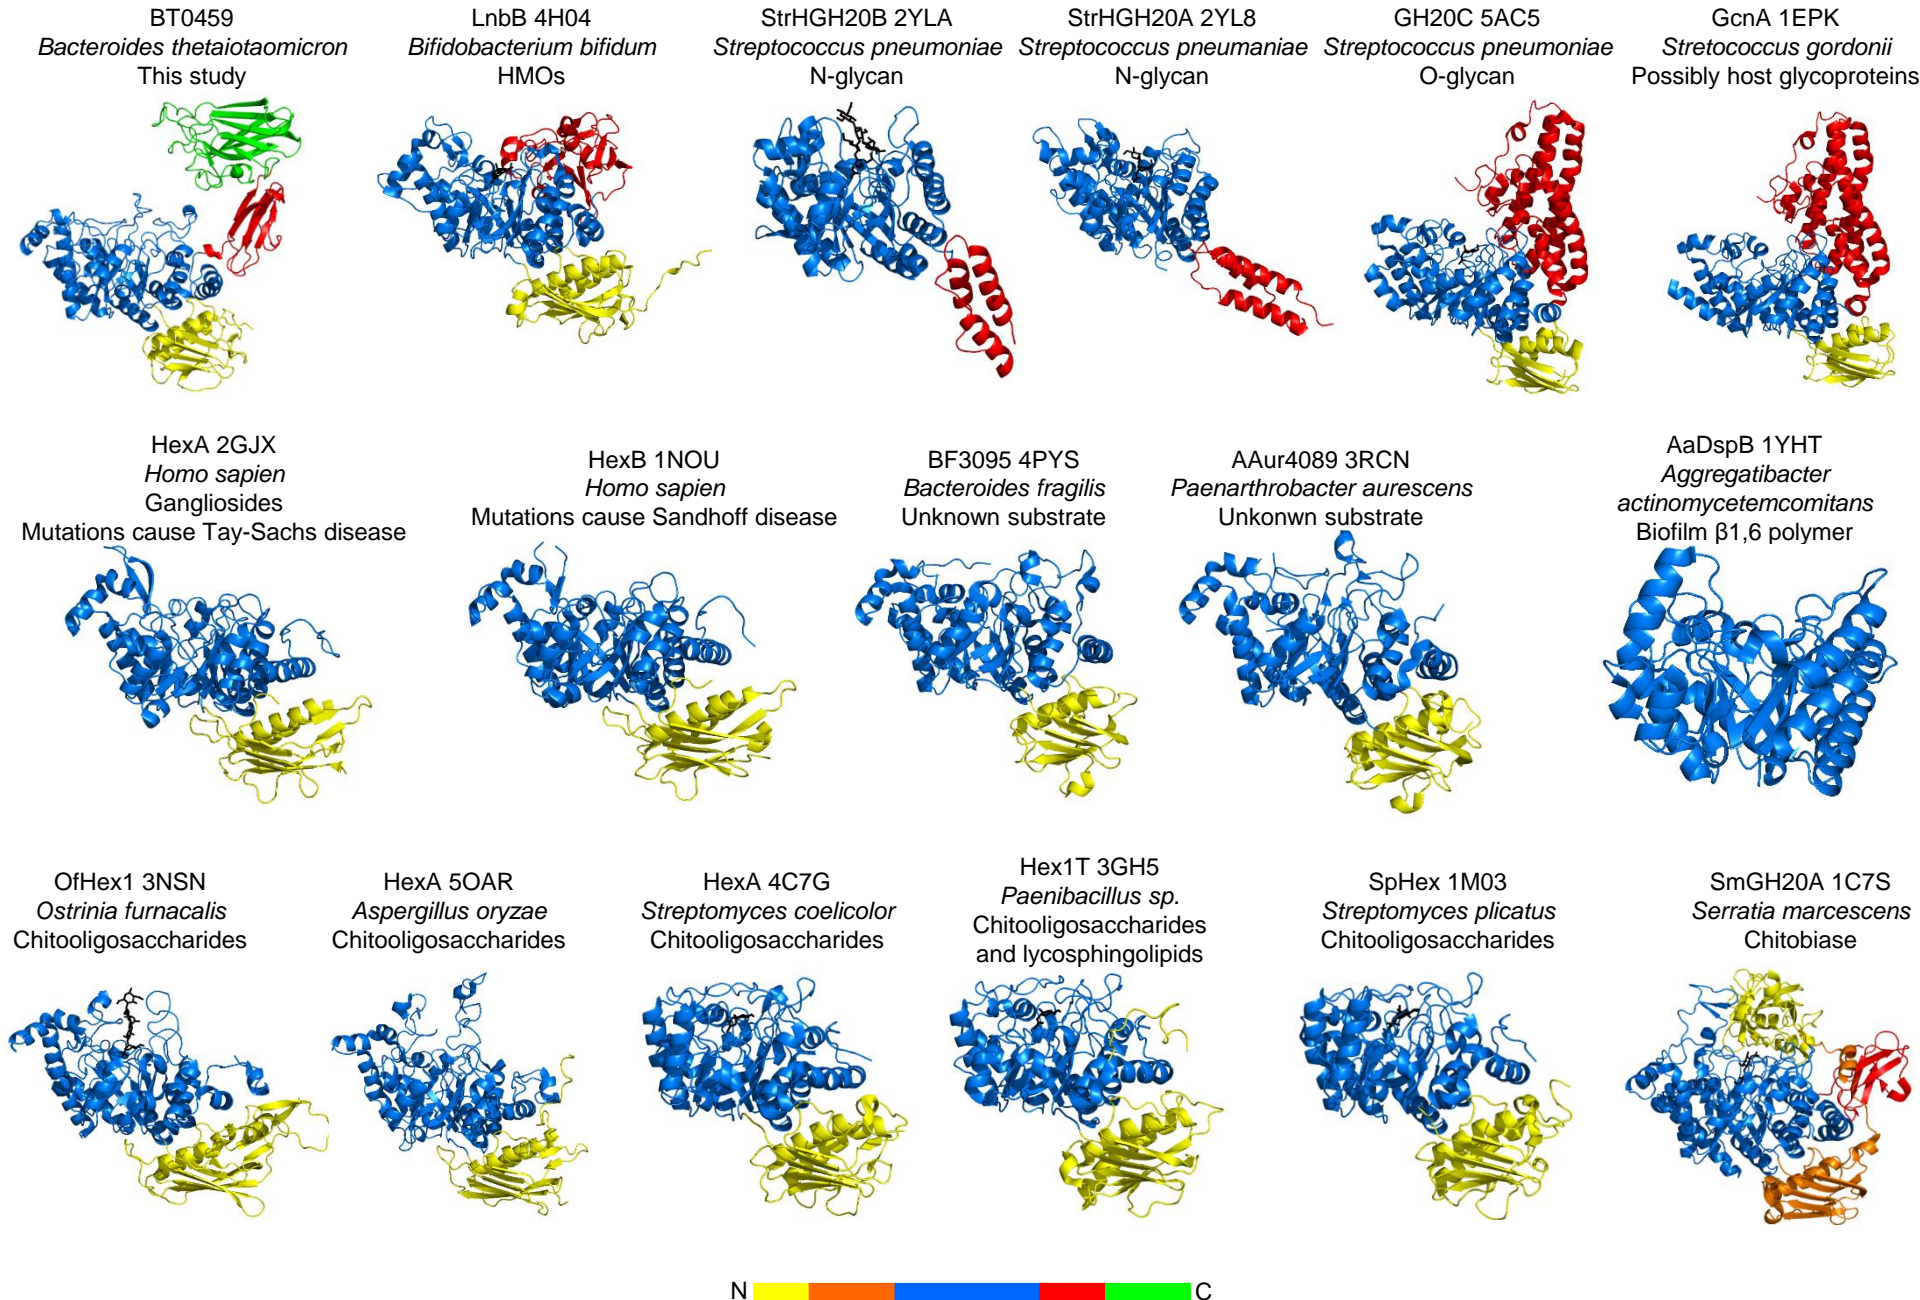 BT0459
Bacteroides thetaiotaomicron
This study
LnbB 4H04
Bifidobacterium bifidum
HMOs
StrHGH20B 2YLA
Streptococcus pneumoniae
N-glycan
StrHGH20A 2YL8
Streptococcus pneumaniae
N-glycan
GH20C 5AC5
Streptococcus pneumoniae
O-glycan
GcnA 1EPK
Stretococcus gordonii
Possibly host glycoproteins
HexA 2GJX
Homo sapien
Gangliosides
Mutations cause Tay-Sachs disease
HexB 1NOU
Homo sapien
Mutations cause Sandhoff disease
BF3095 4PYS
Bacteroides fragilis
Unknown substrate
AAur4089 3RCN
Paenarthrobacter aurescens
Unkonwn substrate
AaDspB 1YHT
Aggregatibacter
actinomycetemcomitans
Biofilm β1,6 polymer
OfHex1 3NSN
Ostrinia furnacalis
Chitooligosaccharides
HexA 5OAR
Aspergillus oryzae
Chitooligosaccharides
HexA 4C7G
Streptomyces coelicolor
Chitooligosaccharides
Hex1T 3GH5
Paenibacillus sp.
Chitooligosaccharides
and lycosphingolipids
SpHex 1M03
Streptomyces plicatus
Chitooligosaccharides
SmGH20A 1C7S
Serratia marcescens
Chitobiase
N C